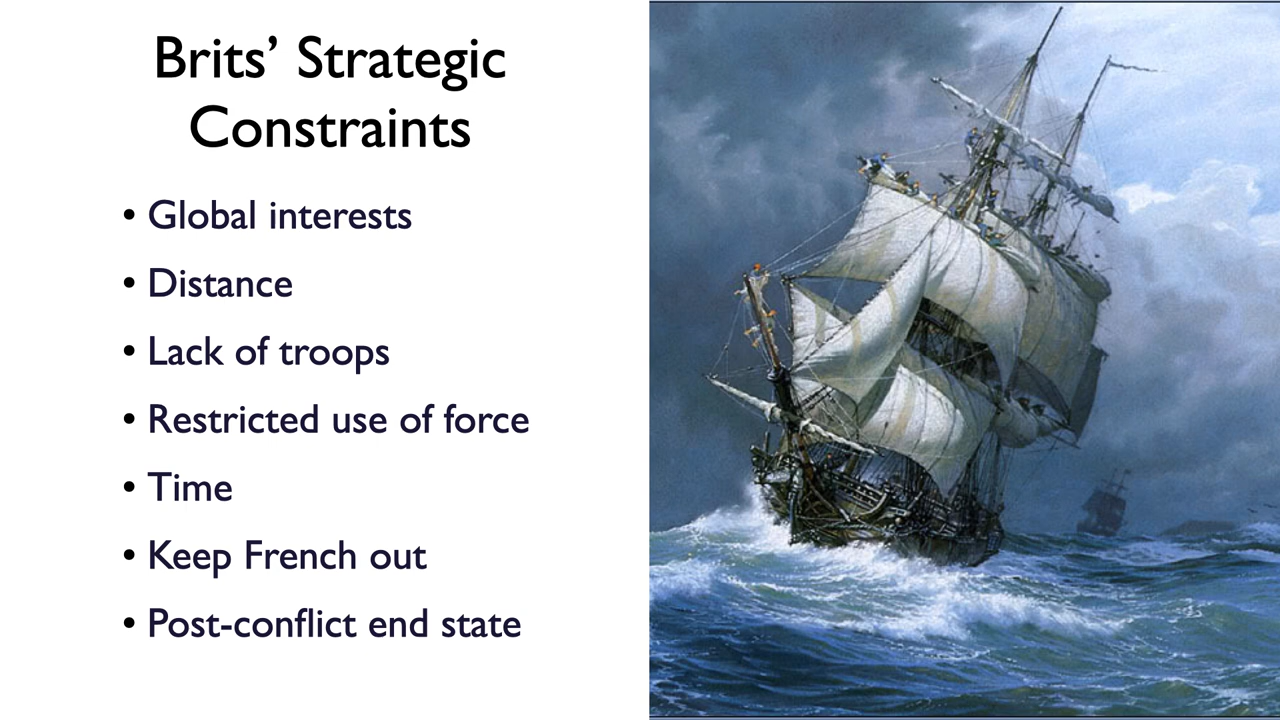 Brits’ Strategic
Constraints
• Global interests
• Distance
• Lack of troops
• Restricted use of force
• Time
• Keep French out
• Post-conflict end state